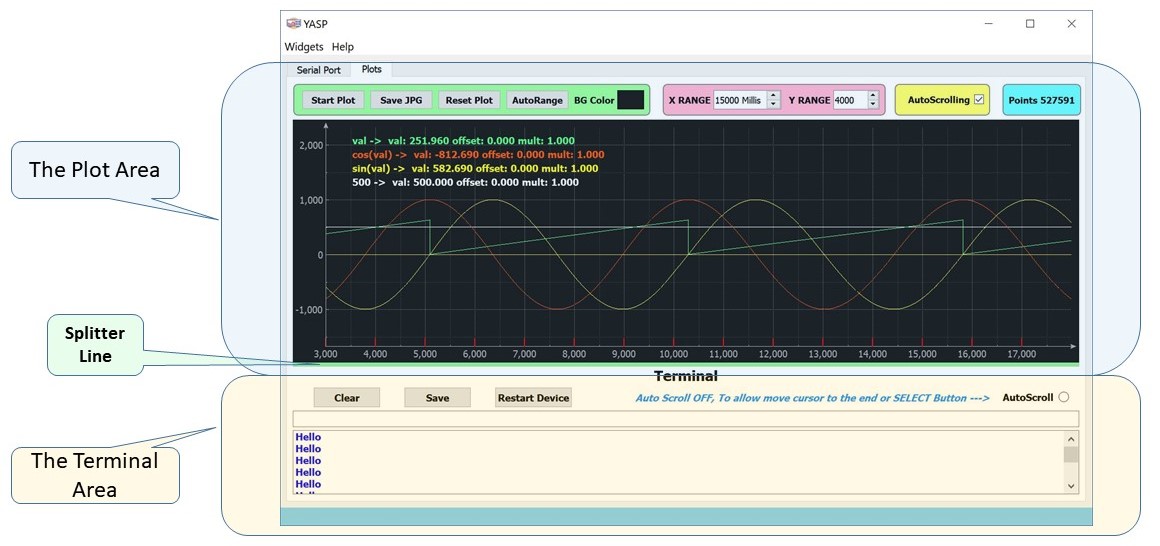 YASP
Widgets Help
Serial Port Plots
Start Plot Save JPG Reset Plot AutoRange BG Color X RANGE 15000 Millis Y RANGE 4000 AutoScrolling Points 527591
val -> val: 251.960 offset: 0.000 mult: 1.000
cos(val) -> val: -812.690 offset: 0.000 mult: 1.000
sin(val) -> val: 582.690 offset: 0.000 mult: 1.000
500 -> val: 500.000 offset: 0.000 mult: 1.000
2,000
1,000
0
-1,000
3,000 4,000 5,000 6,000 7,000 8,000 9,000 10,000 11,000 12,000 13,000 14,000 15,000 16,000 17,000
The Plot Area
Splitter
Line
Terminal
Clear Save Restart Device Auto Scroll OFF, To allow move cursor to the end or SELECT Button ---> AutoScroll
Hello
Hello
Hello
Hello
Hello
The Terminal
Area